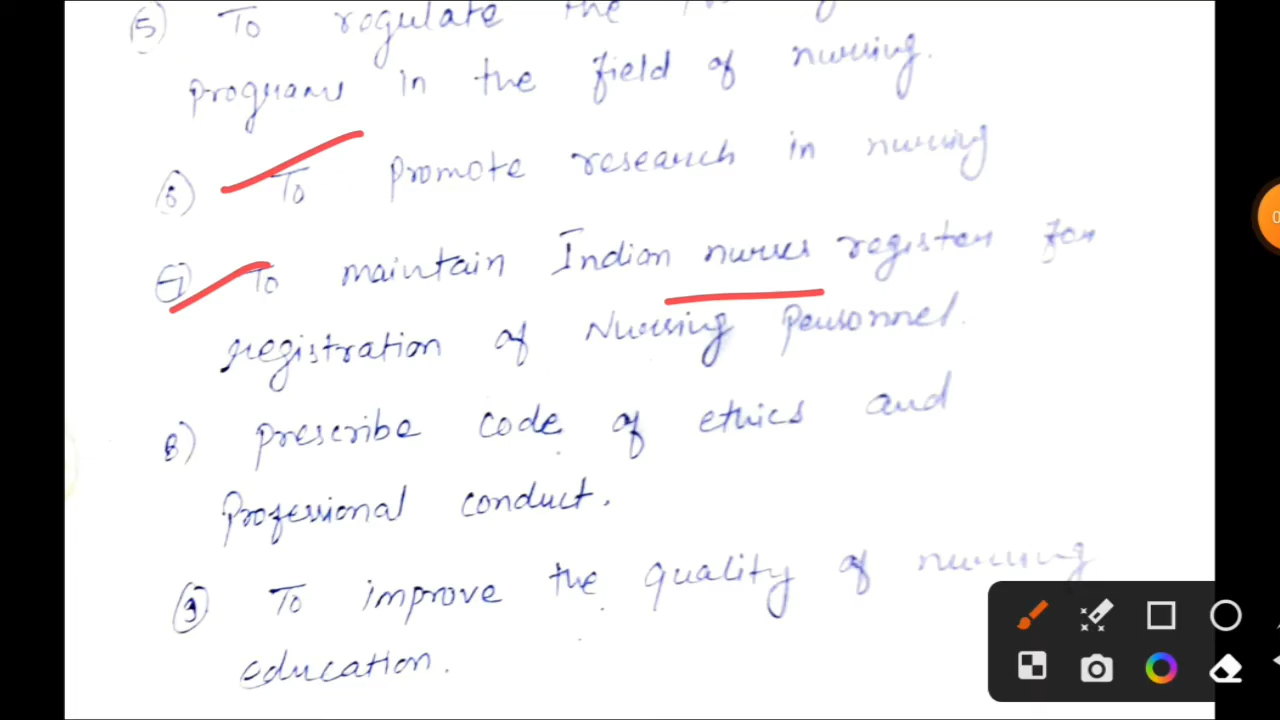 (5) To rogulate the
programs in the field of nursing.
(6) To promote research in nursing
(7) To maintain Indian nurses register for
registration of Nursing Personnel.
8) prescribe code of ethics and
Professional conduct.
(9) To improve the quality of nursing
education.